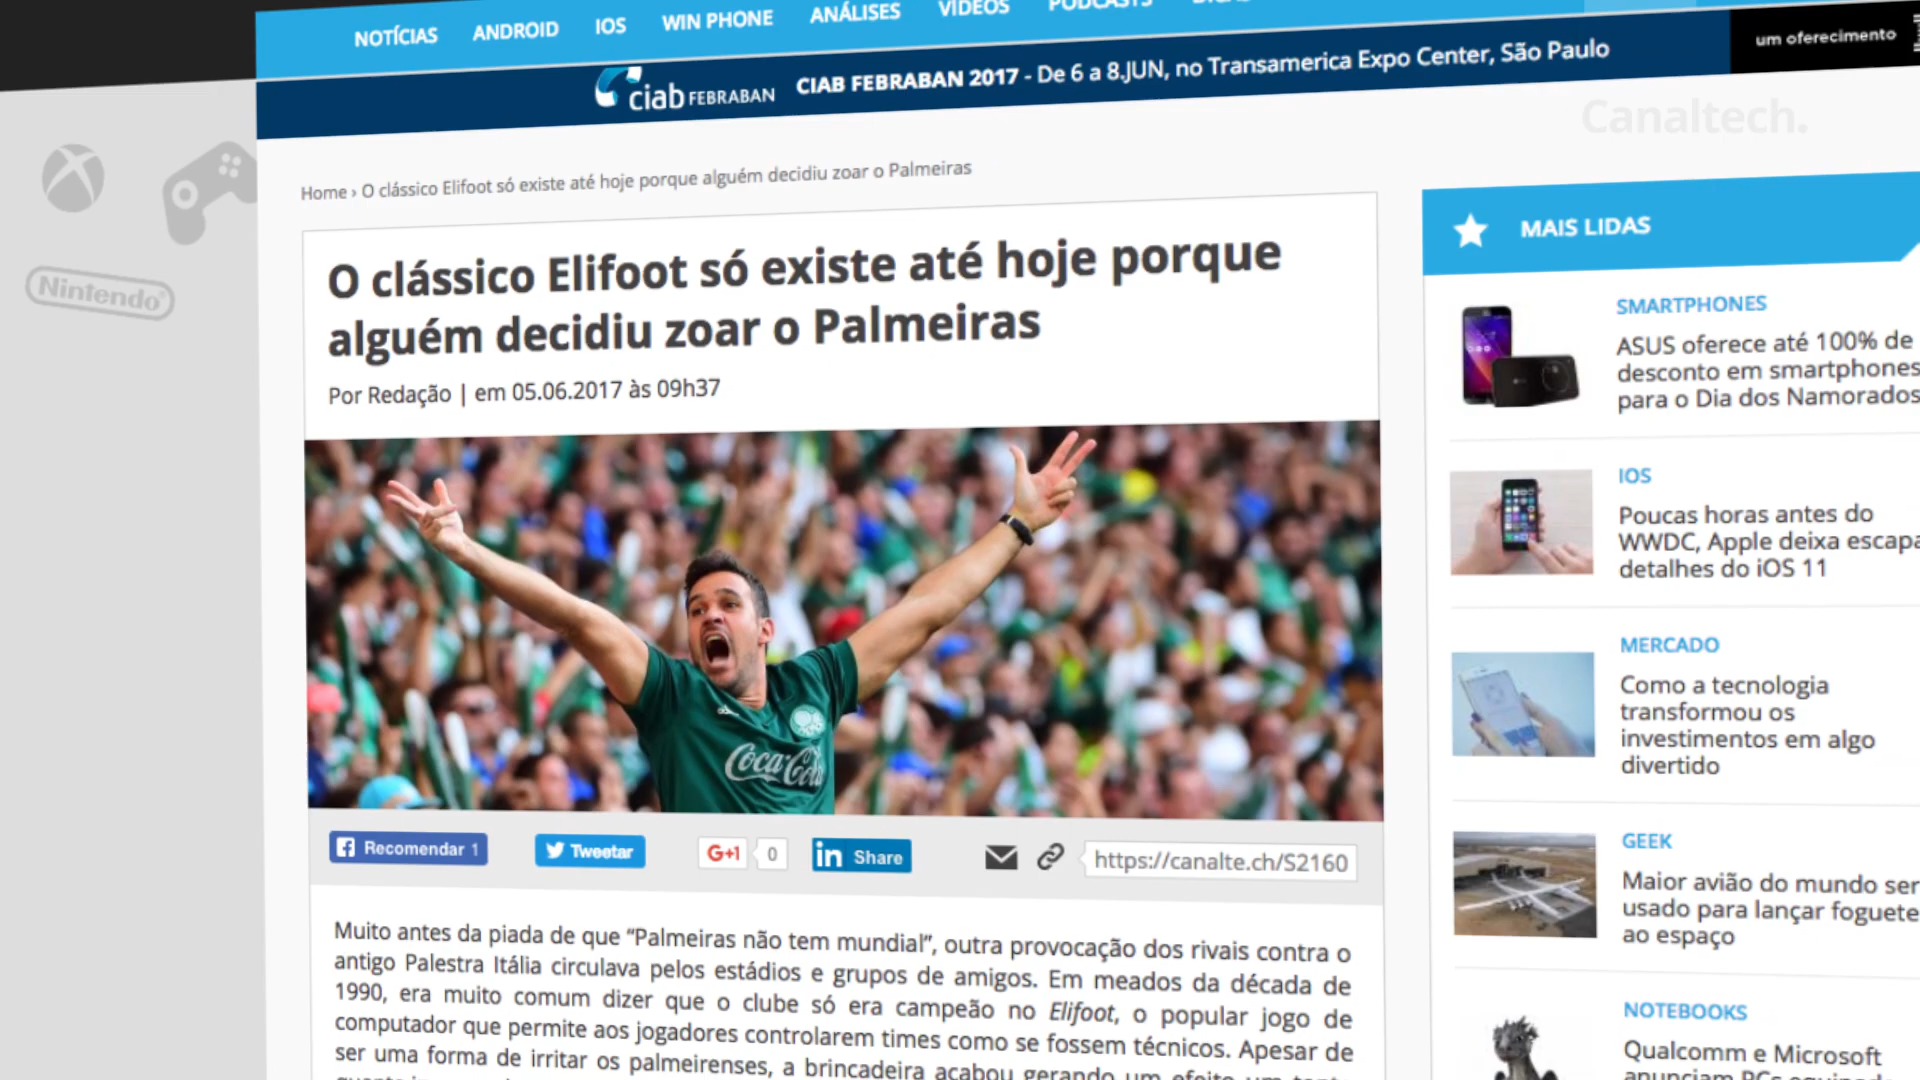 NOTÍCIAS ANDROID IOS WIN PHONE ANÁLISES VÍDEOS PODCASTS
ciab FEBRABAN CIAB FEBRABAN 2017 - De 6 a 8.JUN, no Transamerica Expo Center, São Paulo
um oferecimento
Canaltech.
Nintendo
Home › O clássico Elifoot só existe até hoje porque alguém decidiu zoar o Palmeiras
O clássico Elifoot só existe até hoje porque
alguém decidiu zoar o Palmeiras
Por Redação | em 05.06.2017 às 09h37
Coca-Cola
Recomendar 1
Tweetar
G+1 0
in Share
https://canalte.ch/S2160
Muito antes da piada de que “Palmeiras não tem mundial”, outra provocação dos rivais contra o
antigo Palestra Itália circulava pelos estádios e grupos de amigos. Em meados da década de
1990, era muito comum dizer que o clube só era campeão no Elifoot, o popular jogo de
computador que permite aos jogadores controlarem times como se fossem técnicos. Apesar de
ser uma forma de irritar os palmeirenses, a brincadeira acabou gerando um efeito um tanto
MAIS LIDAS
SMARTPHONES
ASUS oferece até 100% de
desconto em smartphones
para o Dia dos Namorados
IOS
Poucas horas antes do
WWDC, Apple deixa escapa
detalhes do iOS 11
MERCADO
Como a tecnologia
transformou os
investimentos em algo
divertido
GEEK
Maior avião do mundo ser
usado para lançar foguete
ao espaço
NOTEBOOKS
Qualcomm e Microsoft
anunciam PCs